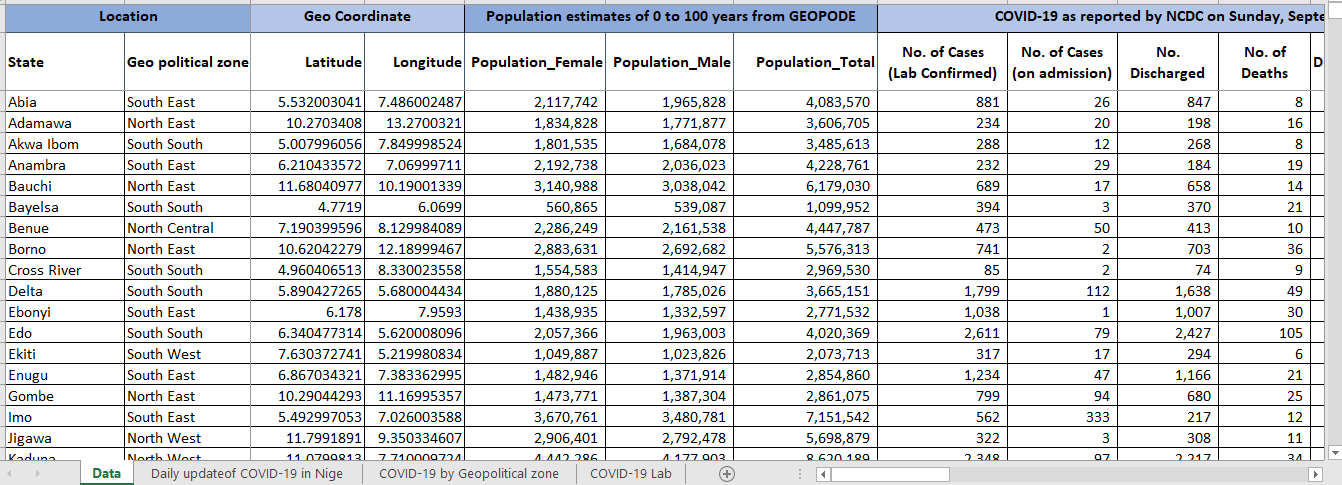 Location Geo Coordinate Population estimates of 0 to 100 years from GEOPODE COVID-19 as reported by NCDC on Sunday, Septe
State Geo political zone Latitude Longitude Population_Female Population_Male Population_Total No. of Cases (Lab Confirmed) No. of Cases (on admission) No. Discharged No. of Deaths D
Abia South East 5.532003041 7.486002487 2,117,742 1,965,828 4,083,570 881 26 847 8
Adamawa North East 10.2703408 13.2700321 1,834,828 1,771,877 3,606,705 234 20 198 16
Akwa Ibom South South 5.007996056 7.849998524 1,801,535 1,684,078 3,485,613 288 12 268 8
Anambra South East 6.210433572 7.06999711 2,192,738 2,036,023 4,228,761 232 29 184 19
Bauchi North East 11.68040977 10.19001339 3,140,988 3,038,042 6,179,030 689 17 658 14
Bayelsa South South 4.7719 6.0699 560,865 539,087 1,099,952 394 3 370 21
Benue North Central 7.190399596 8.129984089 2,286,249 2,161,538 4,447,787 473 50 413 10
Borno North East 10.62042279 12.18999467 2,883,631 2,692,682 5,576,313 741 2 703 36
Cross River South South 4.960406513 8.330023558 1,554,583 1,414,947 2,969,530 85 2 74 9
Delta South South 5.890427265 5.680004434 1,880,125 1,785,026 3,665,151 1,799 112 1,638 49
Ebonyi South East 6.178 7.9593 1,438,935 1,332,597 2,771,532 1,038 1 1,007 30
Edo South South 6.340477314 5.620008096 2,057,366 1,963,003 4,020,369 2,611 79 2,427 105
Ekiti South West 7.630372741 5.219980834 1,049,887 1,023,826 2,073,713 317 17 294 6
Enugu South East 6.867034321 7.383362995 1,482,946 1,371,914 2,854,860 1,234 47 1,166 21
Gombe North East 10.29044293 11.16995357 1,473,771 1,387,304 2,861,075 799 94 680 25
Imo South East 5.492997053 7.026003588 3,670,761 3,480,781 7,151,542 562 333 217 12
Jigawa North West 11.7991891 9.350334607 2,906,401 2,792,478 5,698,879 322 3 308 11
Kaduna North West 11.0799813 7.710009724 4,442,286 4,177,903 8,620,189 2,348 97 2,217 34
Data Daily updateof COVID-19 in Nige COVID-19 by Geopolitical zone COVID-19 Lab